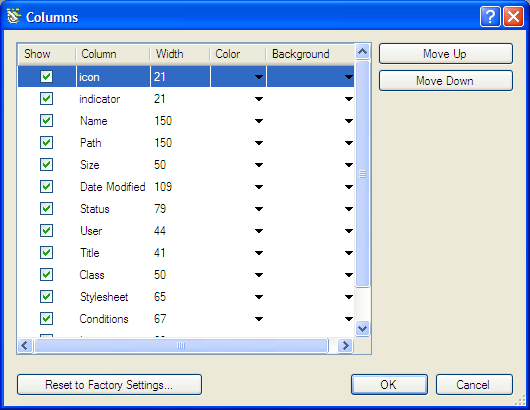 Columns
Show Column Width Color Background
icon 21
indicator 21
Name 150
Path 150
Size 50
Date Modified 109
Status 79
User 44
Title 41
Class 50
Stylesheet 65
Conditions 67
Move Up
Move Down
Reset to Factory Settings...
OK
Cancel